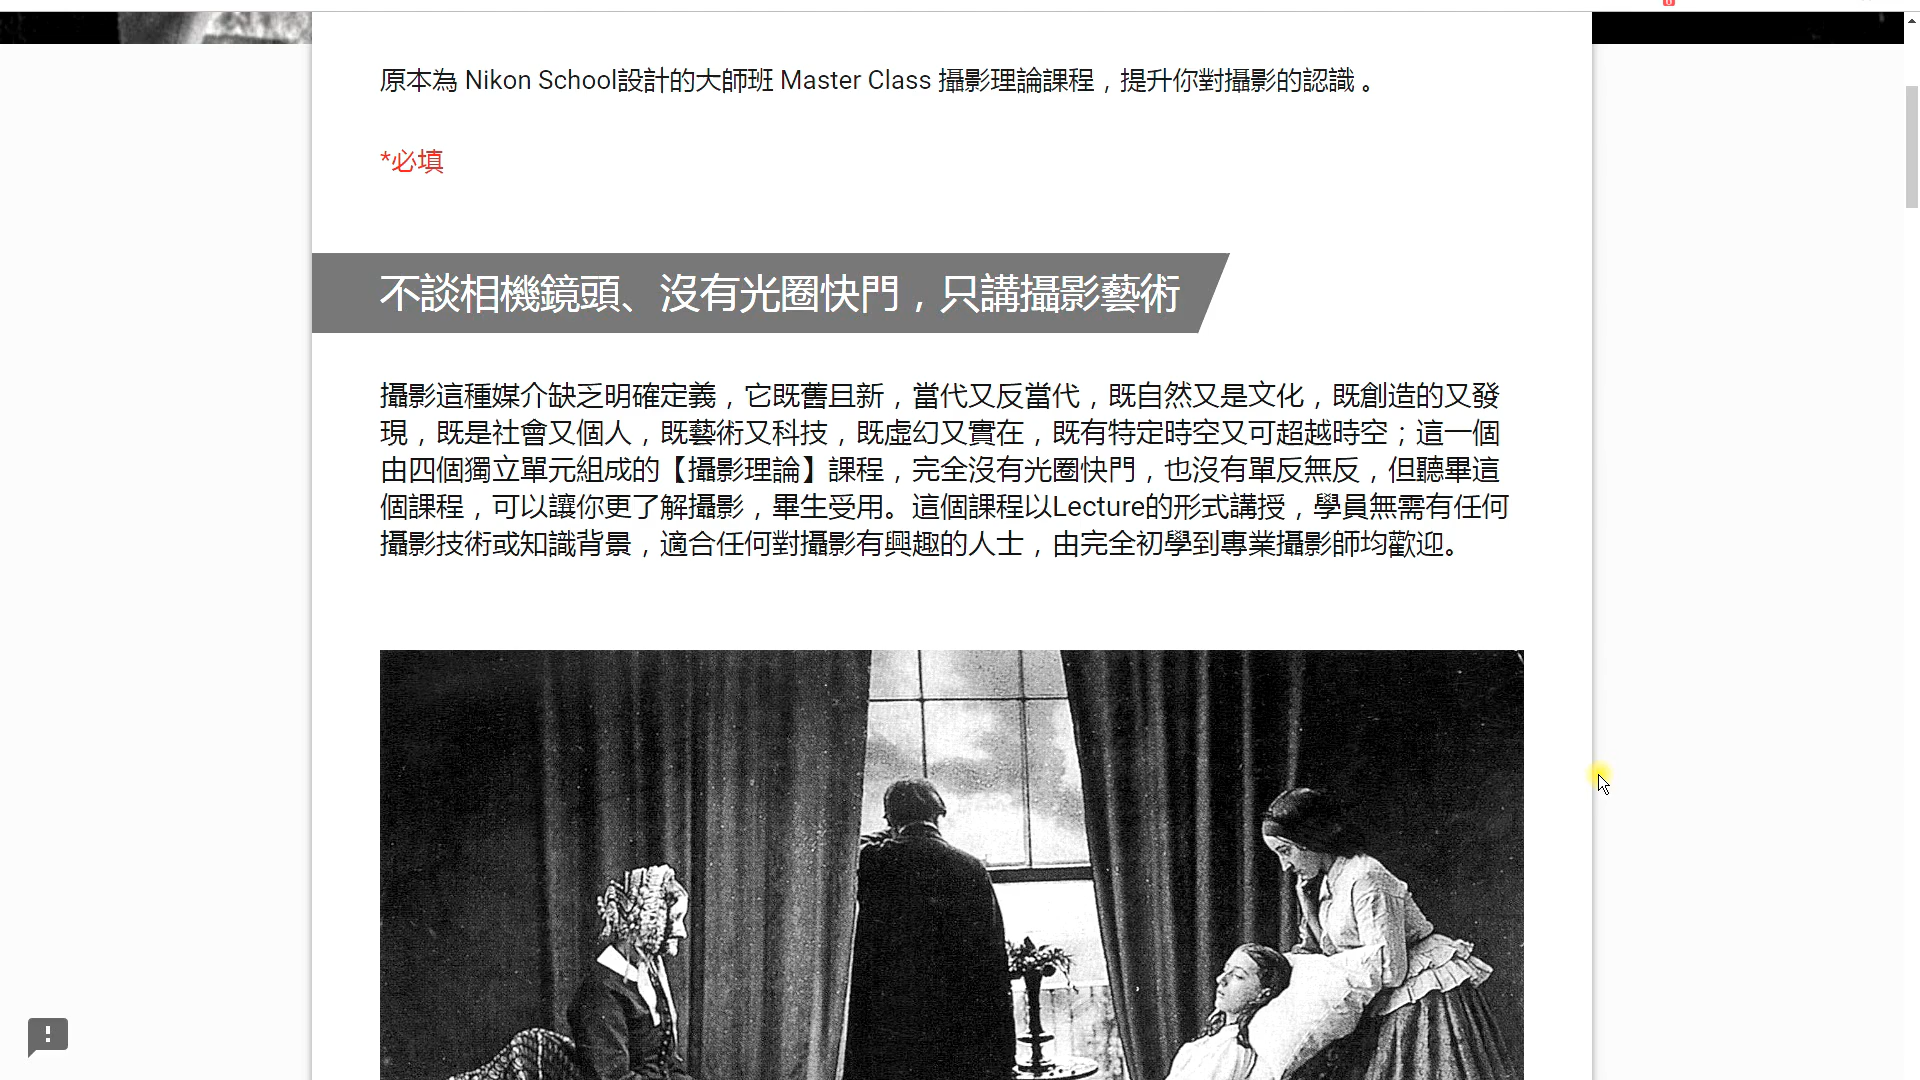 原本為 Nikon School設計的大師班 Master Class 攝影理論課程，提升你對攝影的認識 。
*必填
不談相機鏡頭、沒有光圈快門，只講攝影藝術
攝影這種媒介缺乏明確定義，它既舊且新，當代又反當代，既自然又是文化，既創造的又發
現，既是社會又個人，既藝術又科技，既虛幻又實在，既有特定時空又可超越時空；這一個
由四個獨立單元組成的【攝影理論】課程，完全沒有光圈快門，也沒有單反無反，但聽畢這
個課程，可以讓你更了解攝影，畢生受用。這個課程以Lecture的形式講授，學員無需有任何
攝影技術或知識背景，適合任何對攝影有興趣的人士，由完全初學到專業攝影師均歡迎。